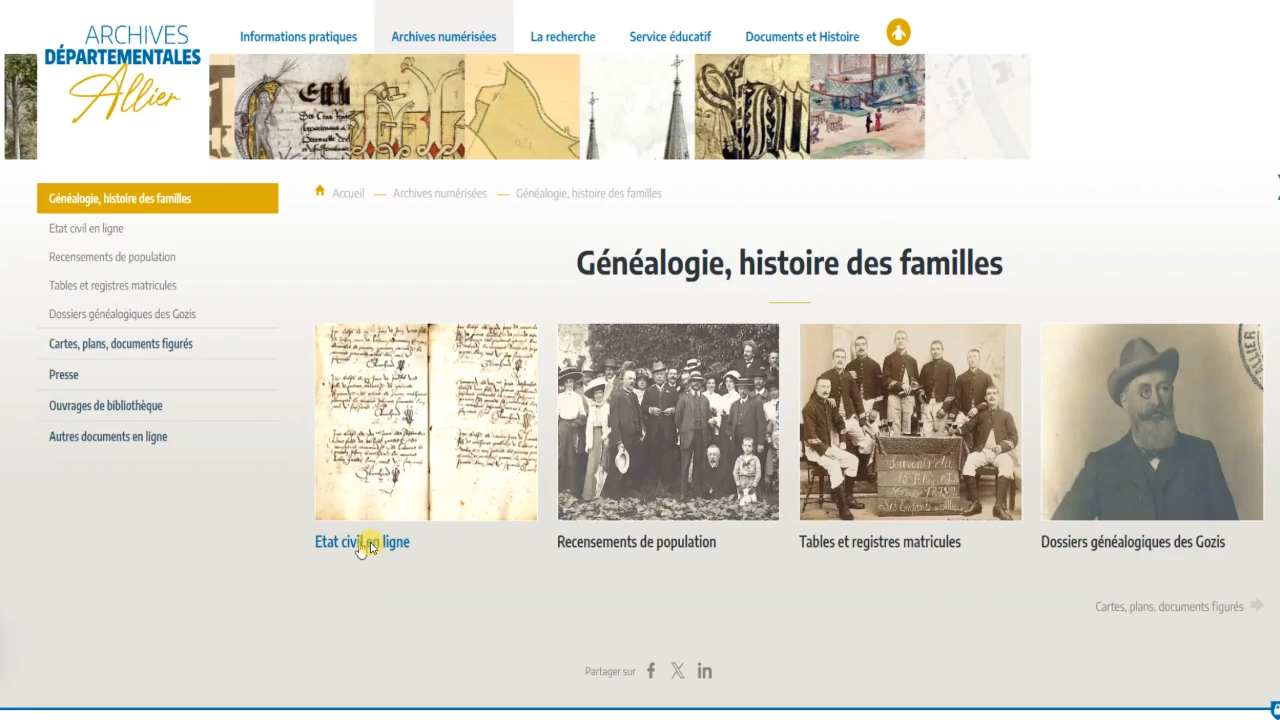 ARCHIVES
DÉPARTEMENTALES
Allier
Informations pratiques
Archives numérisées
La recherche
Service éducatif
Documents et Histoire
Généalogie, histoire des familles
Etat civil en ligne
Recensements de population
Tables et registres matricules
Dossiers généalogiques des Gozis
Cartes, plans, documents figurés
Presse
Ouvrages de bibliothèque
Autres documents en ligne
Accueil — Archives numérisées — Généalogie, histoire des familles
Généalogie, histoire des familles
Etat civil en ligne
Recensements de population
Tables et registres matricules
Dossiers généalogiques des Gozis
Cartes, plans, documents figurés
Partager sur